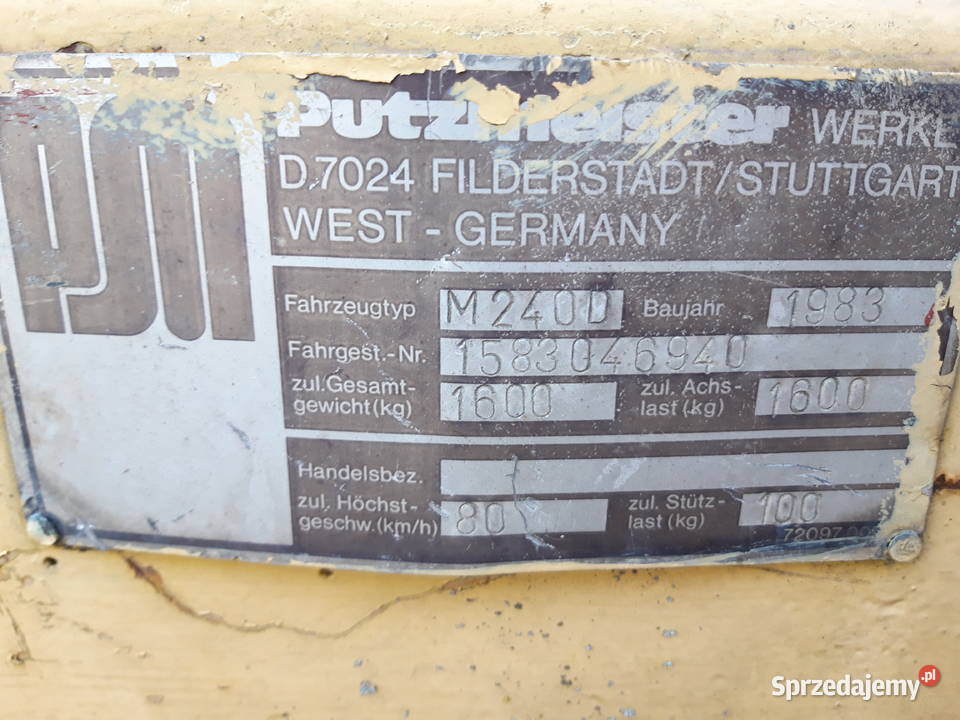 Putzmeister WERKE
D.7024 FILDERSTADT/STUTTGART
WEST - GERMANY
Fahrzeugtyp M240D Baujahr 1983
Fahrgest.-Nr. 1583046940
zul.Gesamt- zul. Achs-
gewicht(kg) 1600 last (kg) 1600
Handelsbez.
zul. Höchst- zul. Stütz-
geschw.(km/h) 80 last (kg) 100
72097
Sprzedajemy.pl